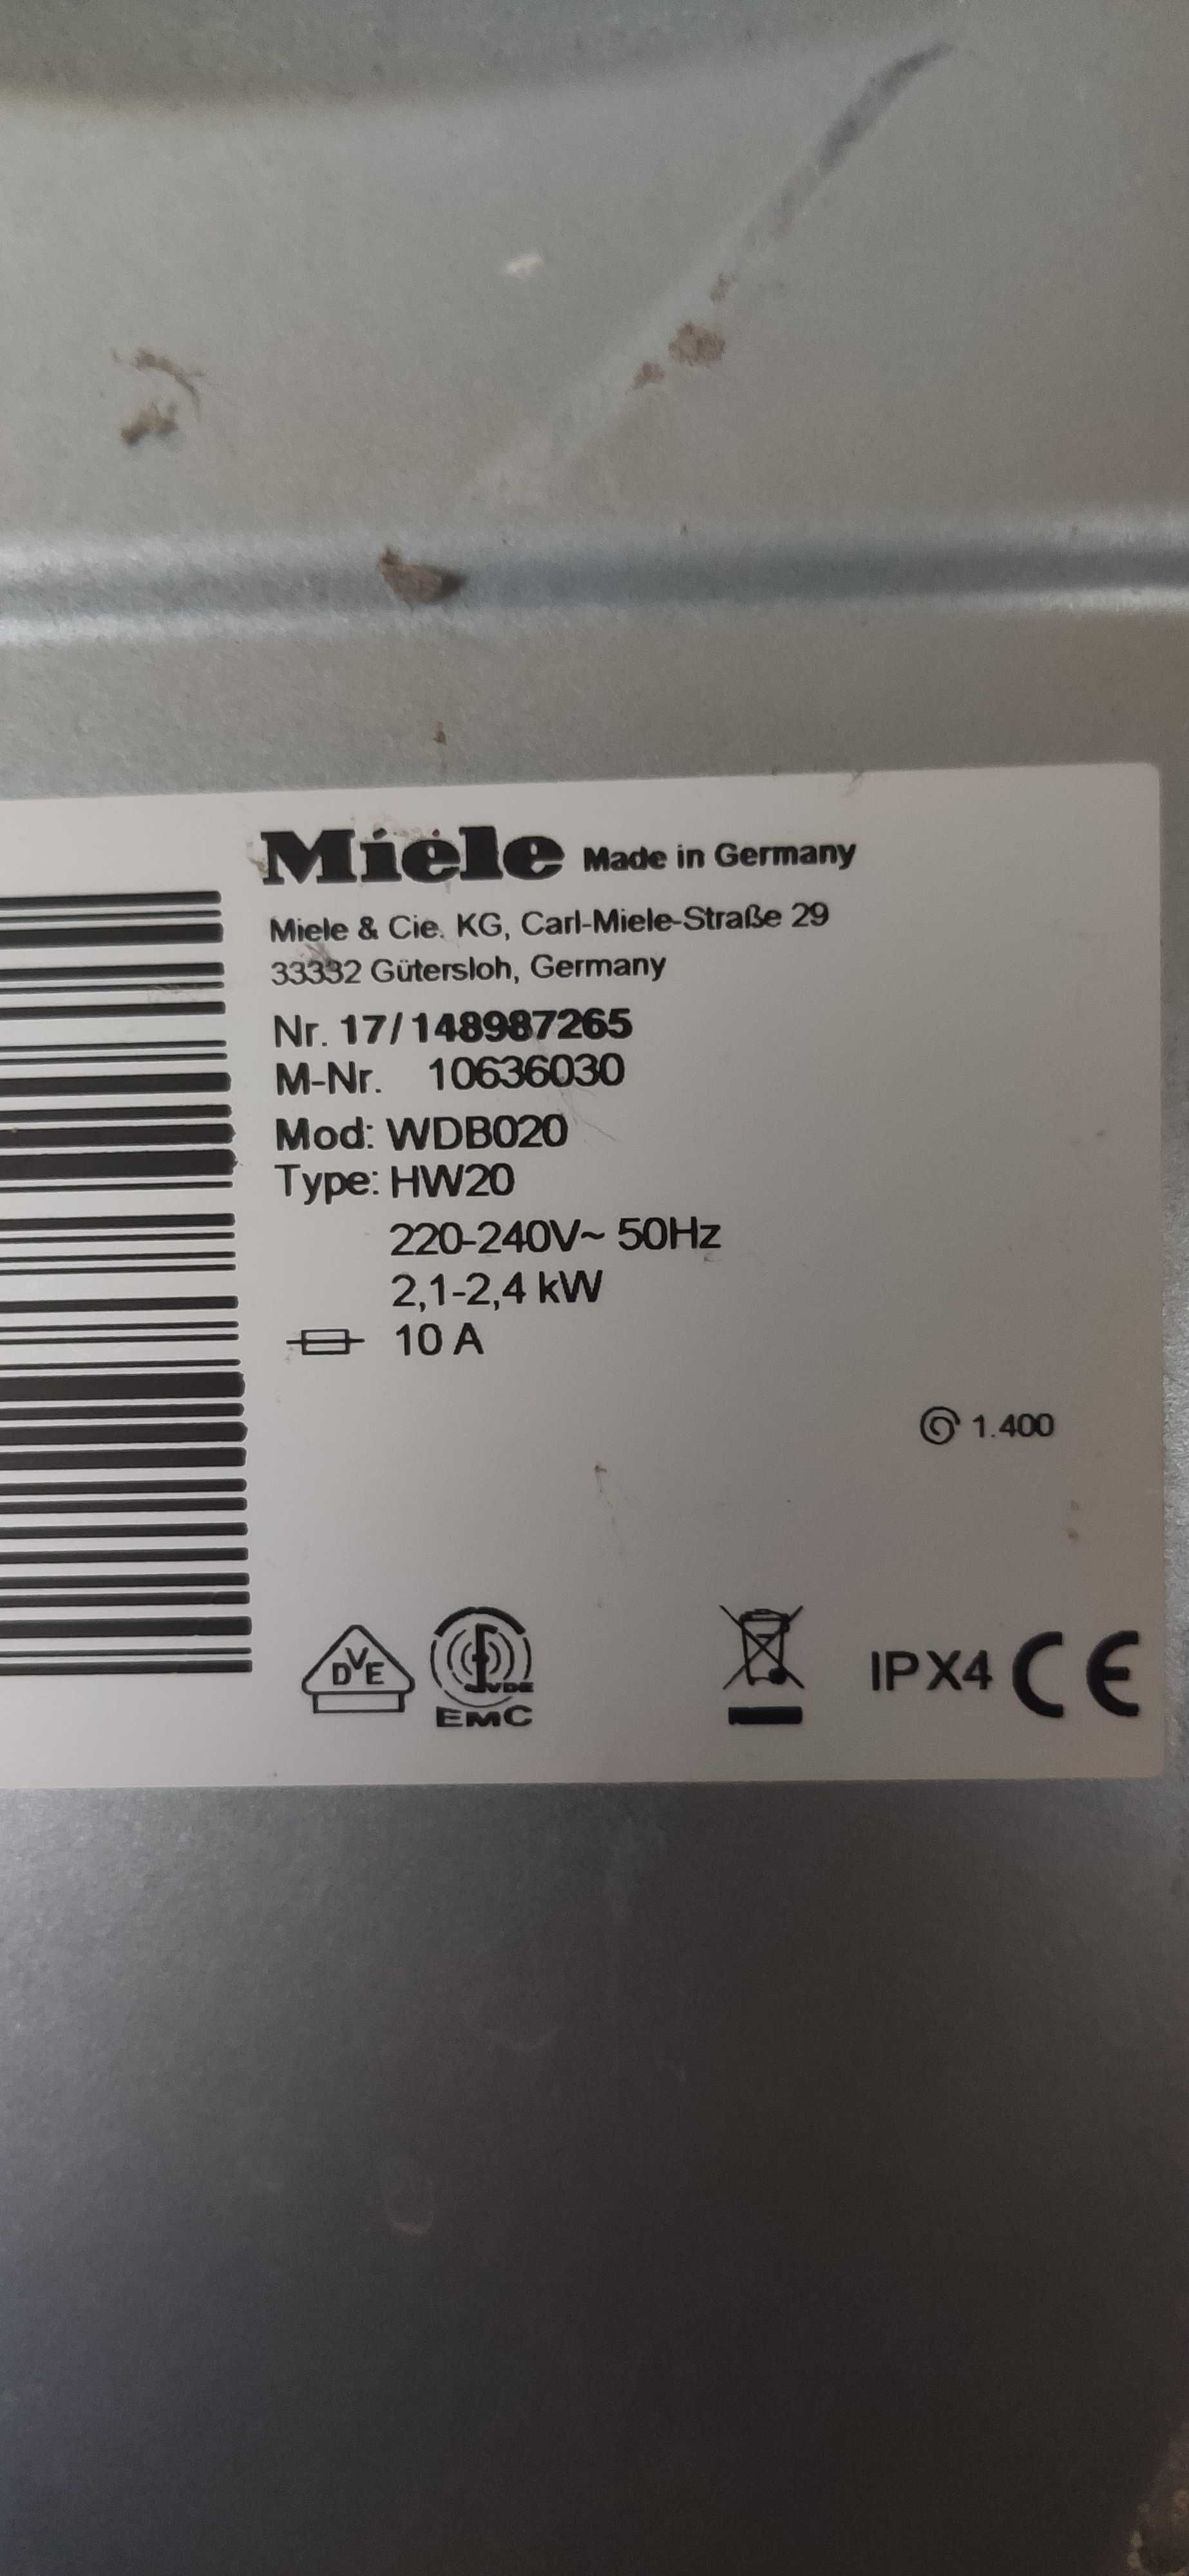 Miele Made in Germany
Miele & Cie. KG, Carl-Miele-Straße 29
33332 Gütersloh, Germany
Nr. 17/148987265
M-Nr. 10636030
Mod: WDB020
Type: HW20
220-240V~ 50Hz
2,1-2,4 kW
10 A
1.400
DVE
VDE
EMC
IPX4 CE